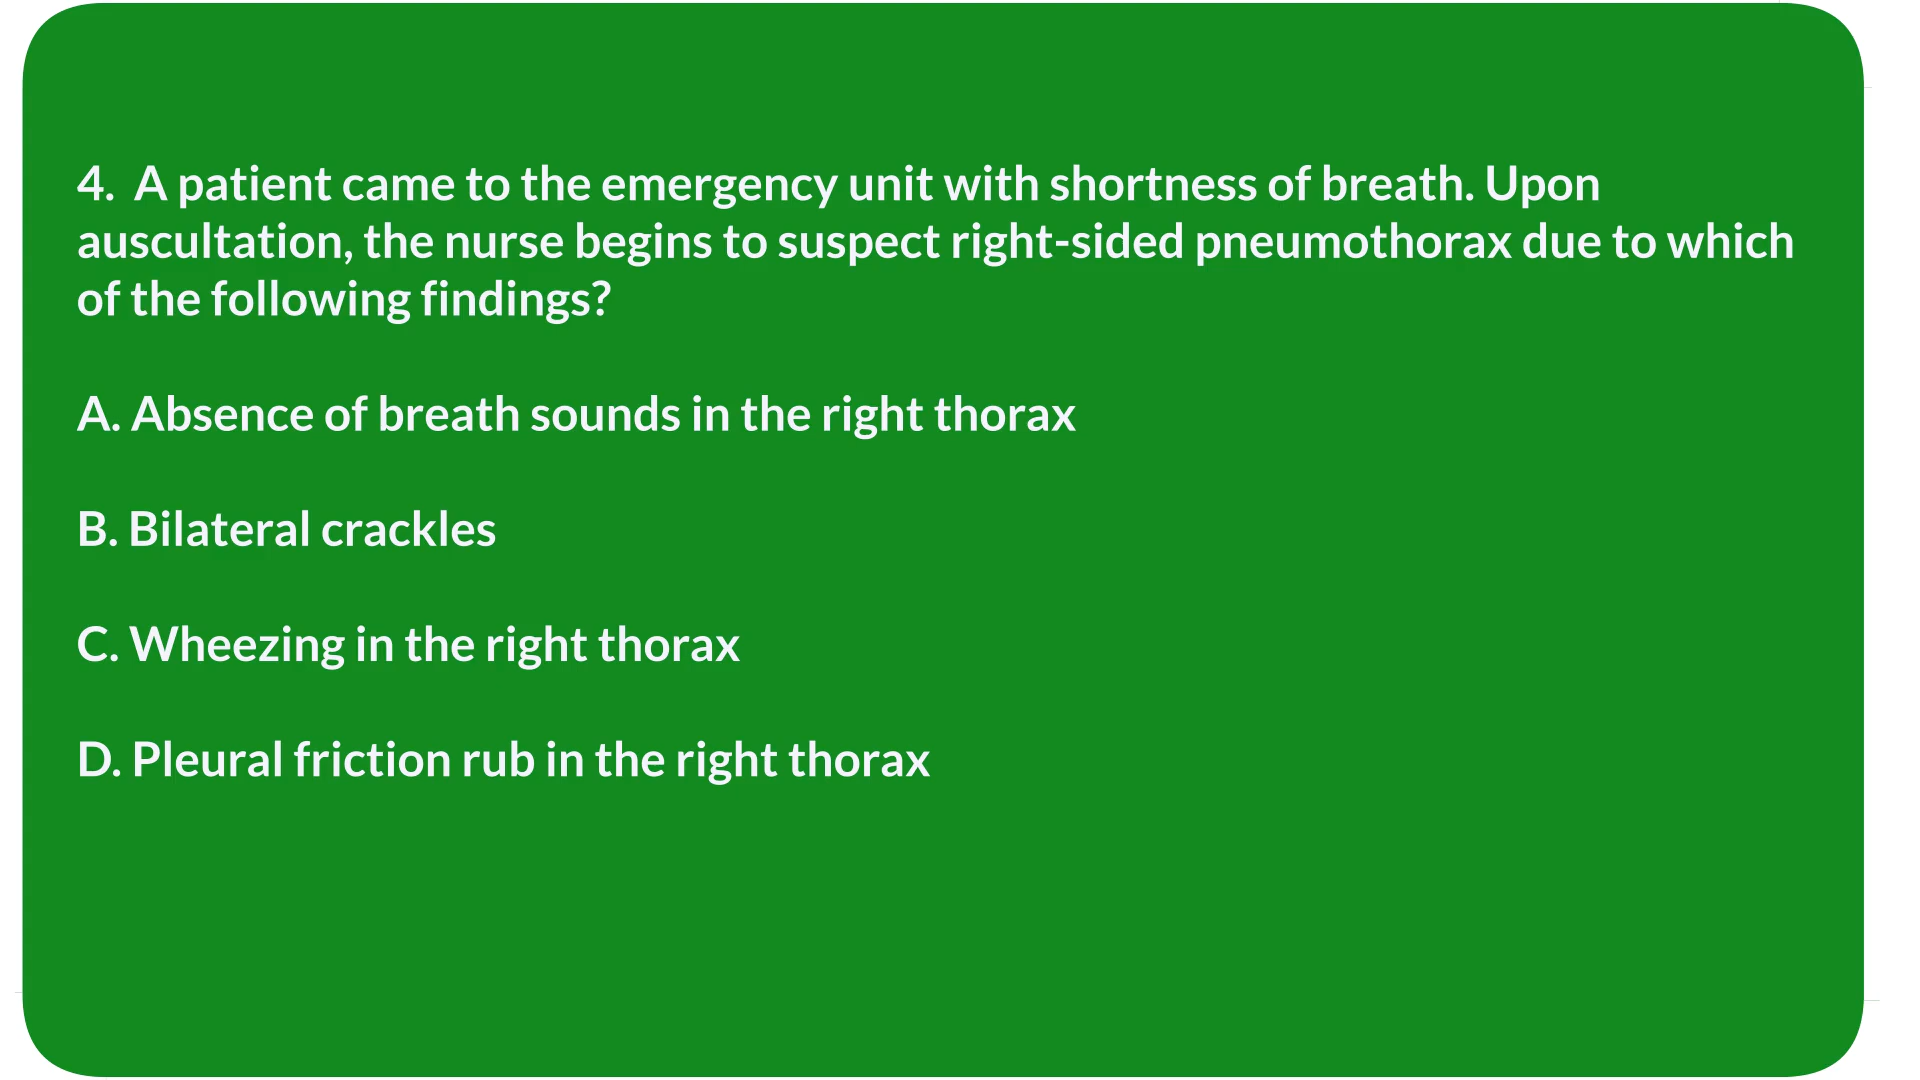 4.  A patient came to the emergency unit with shortness of breath. Upon
auscultation, the nurse begins to suspect right-sided pneumothorax due to which
of the following findings?
A. Absence of breath sounds in the right thorax
B. Bilateral crackles
C. Wheezing in the right thorax
D. Pleural friction rub in the right thorax